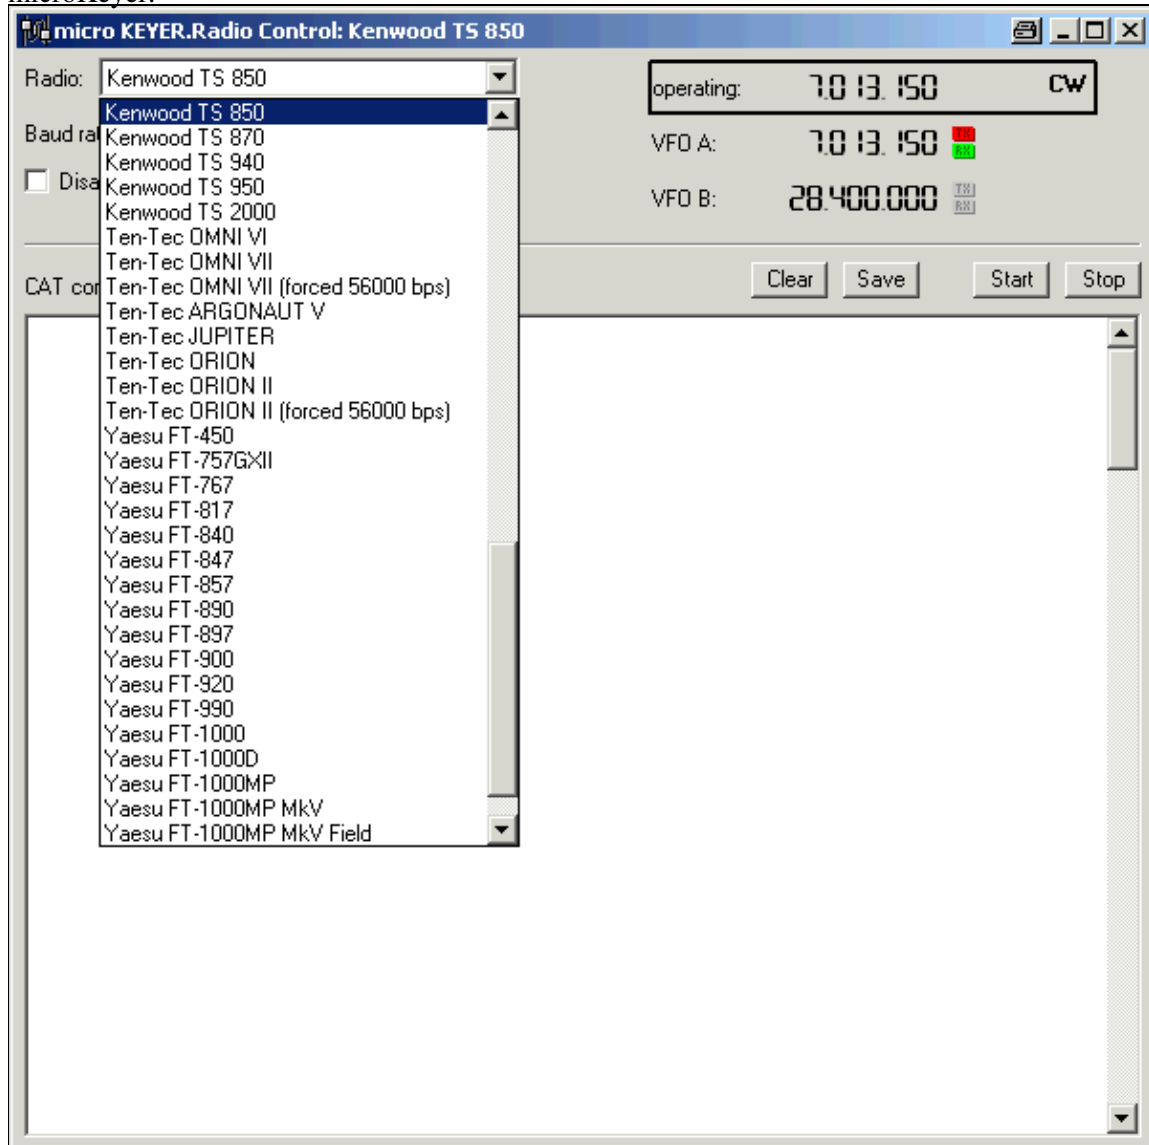 microKeyer.
micro KEYER.Radio Control: Kenwood TS 850
Radio: Kenwood TS 850
operating: 7.013.150 CW
Kenwood TS 850
Kenwood TS 870
Baud ra
VFO A: 7.013.150 TX RX
Kenwood TS 940
Disa
Kenwood TS 950
VFO B: 28.400.000 TX RX
Kenwood TS 2000
Ten-Tec OMNI VI
Ten-Tec OMNI VII
CAT cor
Clear Save Start Stop
Ten-Tec OMNI VII (forced 56000 bps)
Ten-Tec ARGONAUT V
Ten-Tec JUPITER
Ten-Tec ORION
Ten-Tec ORION II
Ten-Tec ORION II (forced 56000 bps)
Yaesu FT-450
Yaesu FT-757GXII
Yaesu FT-767
Yaesu FT-817
Yaesu FT-840
Yaesu FT-847
Yaesu FT-857
Yaesu FT-890
Yaesu FT-897
Yaesu FT-900
Yaesu FT-920
Yaesu FT-990
Yaesu FT-1000
Yaesu FT-1000D
Yaesu FT-1000MP
Yaesu FT-1000MP MkV
Yaesu FT-1000MP MkV Field